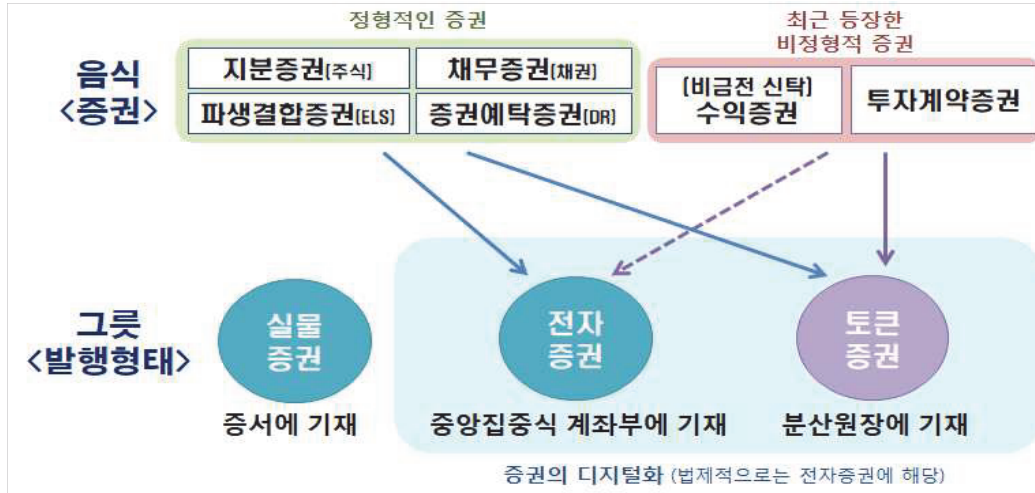 정형적인 증권
최근 등장한
비정형적 증권
음식
<증권>
지분증권[주식]
채무증권[채권]
파생결합증권[ELS]
증권예탁증권[DR]
(비금전 신탁)
수익증권
투자계약증권
그릇
<발행형태>
실물
증권
전자
증권
토큰
증권
증서에 기재
중앙집중식 계좌부에 기재
분산원장에 기재
증권의 디지털화 (법제적으로는 전자증권에 해당)